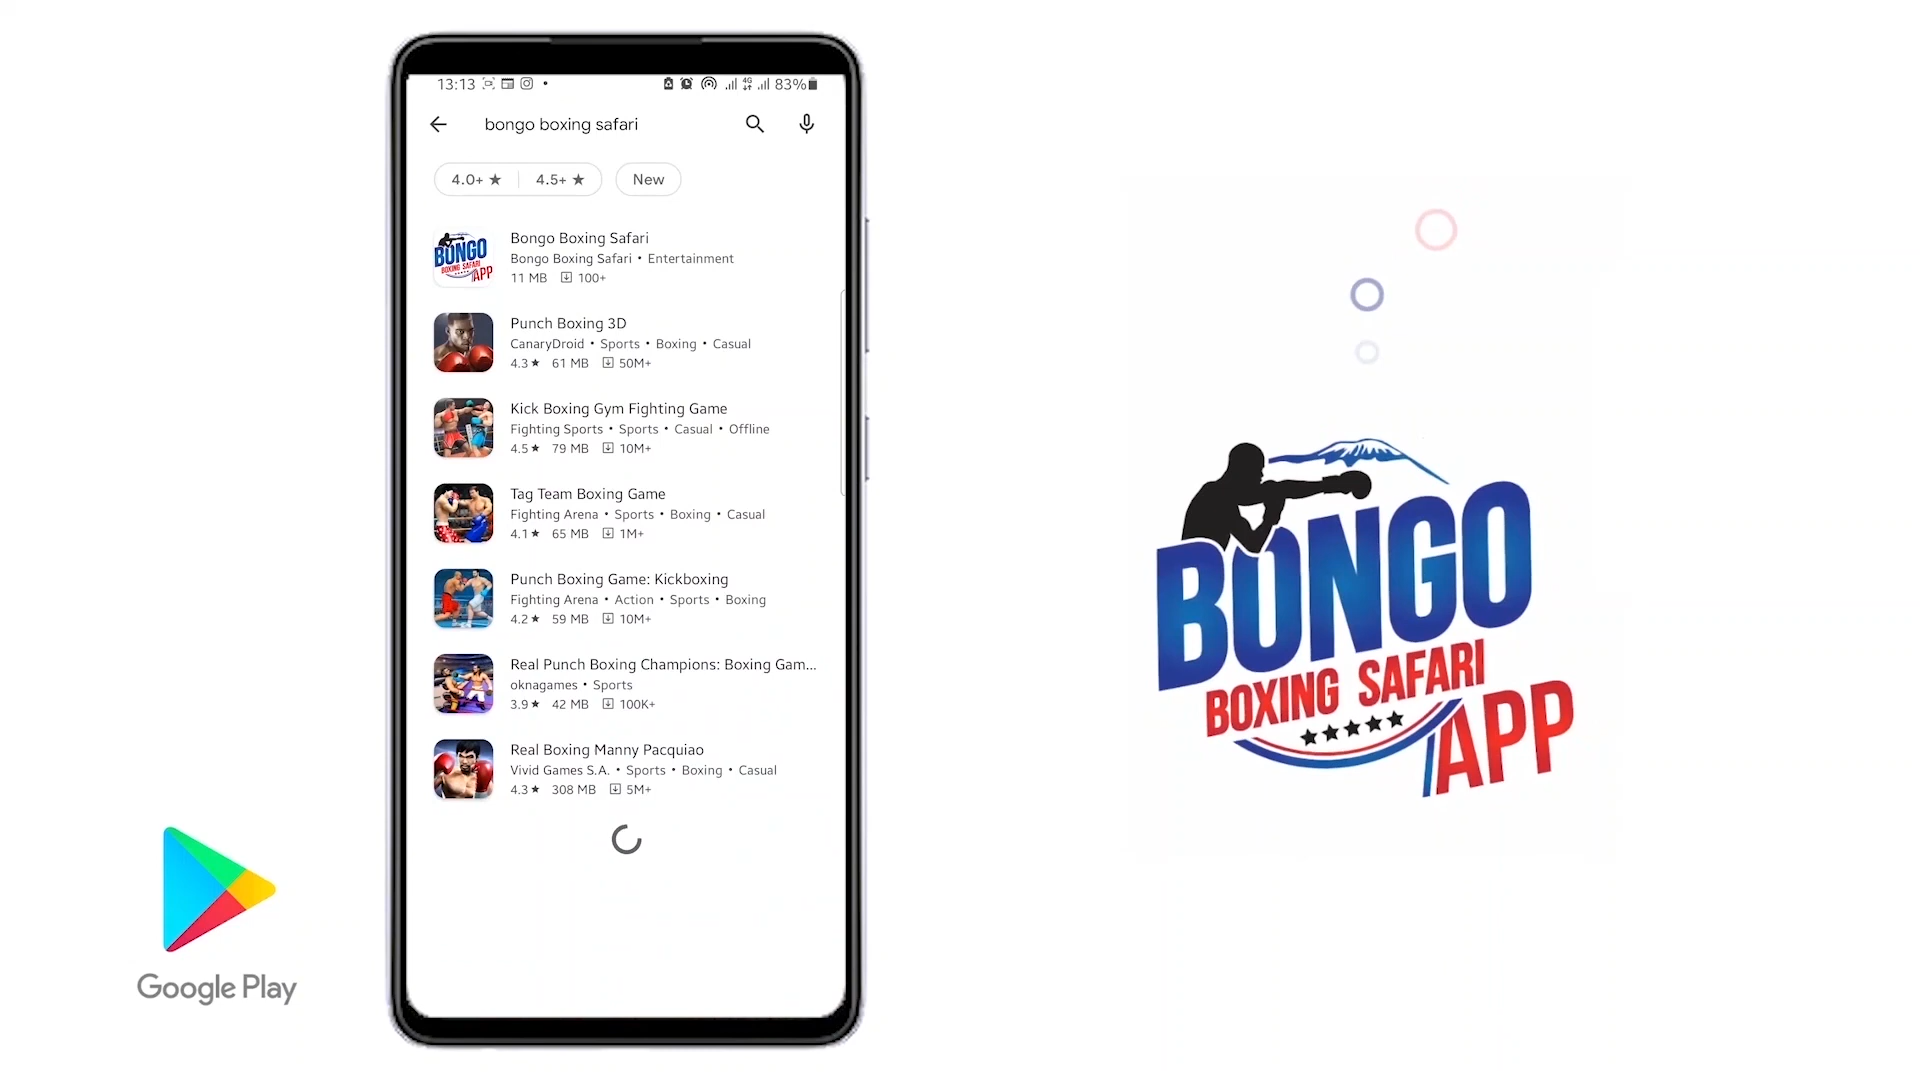 13:13 4G 83%
bongo boxing safari
4.0+ ★ 4.5+ ★ New
BONGO
BOXING SAFARI
APP
Bongo Boxing Safari
Bongo Boxing Safari • Entertainment
11 MB 100+
Punch Boxing 3D
CanaryDroid • Sports • Boxing • Casual
4.3★ 61 MB 50M+
Kick Boxing Gym Fighting Game
Fighting Sports • Sports • Casual • Offline
4.5★ 79 MB 10M+
Tag Team Boxing Game
Fighting Arena • Sports • Boxing • Casual
4.1★ 65 MB 1M+
Punch Boxing Game: Kickboxing
Fighting Arena • Action • Sports • Boxing
4.2★ 59 MB 10M+
Real Punch Boxing Champions: Boxing Gam...
oknagames • Sports
3.9★ 42 MB 100K+
Real Boxing Manny Pacquiao
Vivid Games S.A. • Sports • Boxing • Casual
4.3★ 308 MB 5M+
Google Play
BONGO
BOXING SAFARI
APP